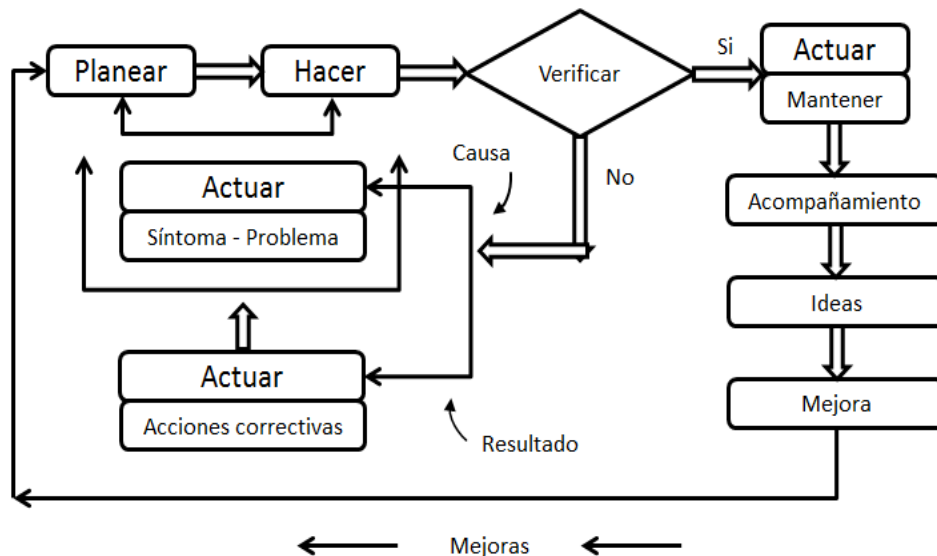 Planear
Hacer
Verificar
Si
Actuar
Mantener
Causa
No
Actuar
Síntoma - Problema
Acompañamiento
Ideas
Actuar
Acciones correctivas
Resultado
Mejora
Mejoras